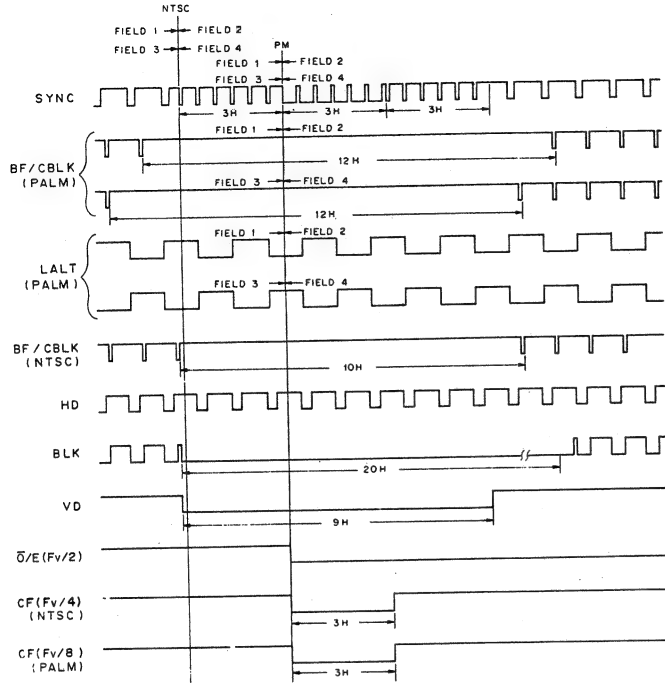 NTSC
FIELD 1 FIELD 2
FIELD 3 FIELD 4
PM
FIELD 1 FIELD 2
FIELD 3 FIELD 4
SYNC
3H 3H 3H
FIELD 1 FIELD 2
BF/CBLK
(PALM)
12H
FIELD 3 FIELD 4
12H
FIELD 1 FIELD 2
LALT
(PALM)
FIELD 3 FIELD 4
BF/CBLK
(NTSC)
10H
HD
BLK
20H
VD
9H
O̅/E(Fv/2)
CF(Fv/4)
(NTSC)
3H
CF(Fv/8)
(PALM)
3H